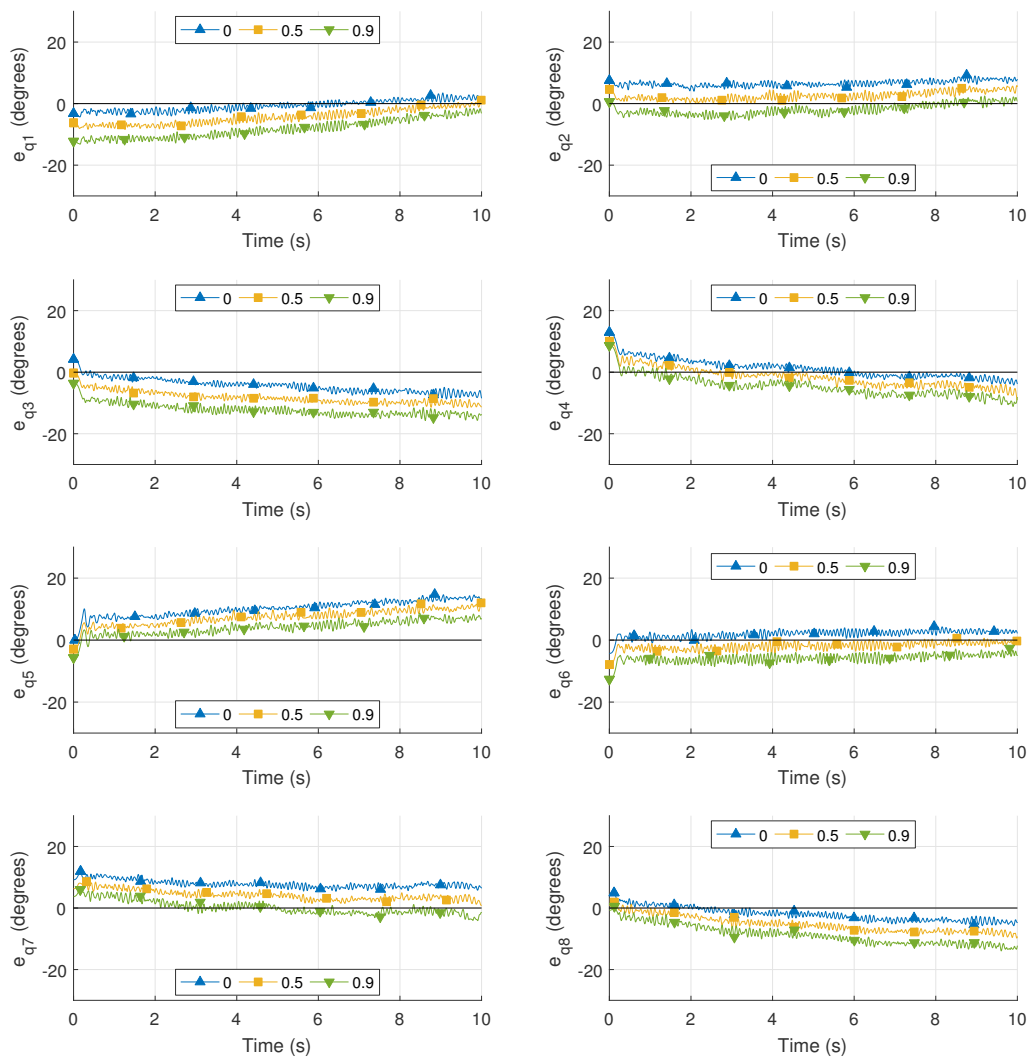 0 0.5 0.9
20
0
-20
e_q1 (degrees)
0 2 4 6 8 10
Time (s)
20
0
-20
e_q2 (degrees)
0 0.5 0.9
0 2 4 6 8 10
Time (s)
0 0.5 0.9
20
0
-20
e_q3 (degrees)
0 2 4 6 8 10
Time (s)
0 0.5 0.9
20
0
-20
e_q4 (degrees)
0 2 4 6 8 10
Time (s)
20
0
-20
e_q5 (degrees)
0 0.5 0.9
0 2 4 6 8 10
Time (s)
0 0.5 0.9
20
0
-20
e_q6 (degrees)
0 2 4 6 8 10
Time (s)
20
0
-20
e_q7 (degrees)
0 0.5 0.9
0 2 4 6 8 10
Time (s)
0 0.5 0.9
20
0
-20
e_q8 (degrees)
0 2 4 6 8 10
Time (s)